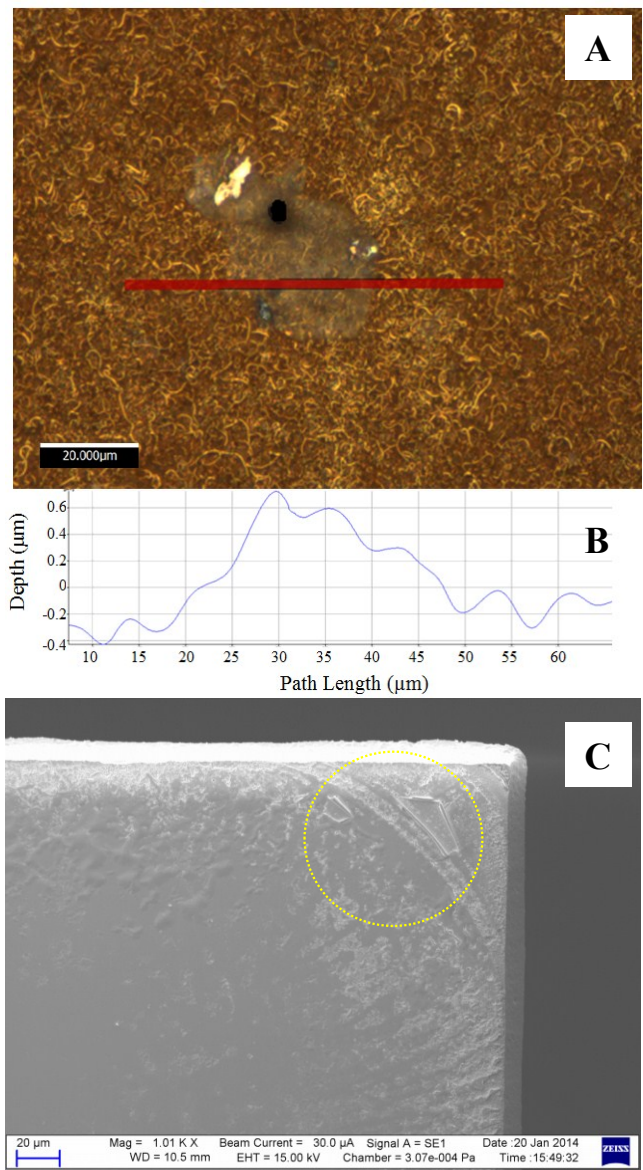 A
20.000µm
B
Depth (µm)
0.6
0.4
0.2
0
-0.2
-0.4
10 15 20 25 30 35 40 45 50 55 60
Path Length (µm)
C
20 µm
Mag = 1.01 K X Beam Current = 30.0 µA Signal A = SE1 Date :20 Jan 2014
WD = 10.5 mm EHT = 15.00 kV Chamber = 3.07e-004 Pa Time :15:49:32
ZEISS